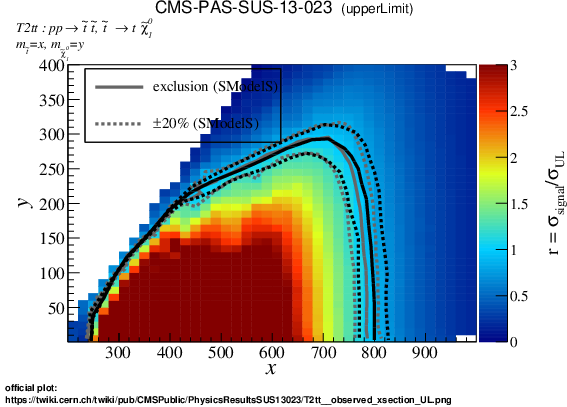 CMS-PAS-SUS-13-023 (upperLimit)
T2tt : pp → t̃ t̃, t̃ → t χ̃⁰₁
m_t̃=x, m_χ̃⁰₁=y
400
350
300
250
200
150
100
50
y
exclusion (SModelS)
±20% (SModelS)
300 400 500 600 700 800 900
x
3
2.5
2
1.5
1
0.5
0
r = σ_signal/σ_UL
official plot:
https://twiki.cern.ch/twiki/pub/CMSPublic/PhysicsResultsSUS13023/T2tt__observed_xsection_UL.png